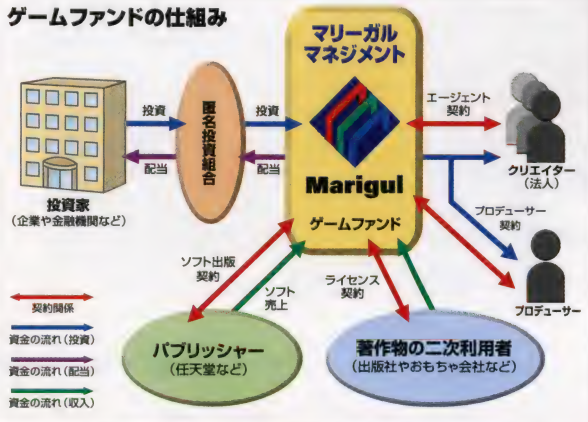 ゲームファンドの仕組み
マリーガル
マネジメント
Marigul
ゲームファンド
匿名投資組合
投資
配当
投資
配当
投資家
(企業や金融機関など)
エージェント
契約
クリエイター
(法人)
プロデューサー
契約
プロデューサー
ソフト出版
契約
ソフト
売上
ライセンス
契約
パブリッシャー
(任天堂など)
著作物の二次利用者
(出版社やおもちゃ会社など)
契約関係
資金の流れ(投資)
資金の流れ(配当)
資金の流れ(収入)